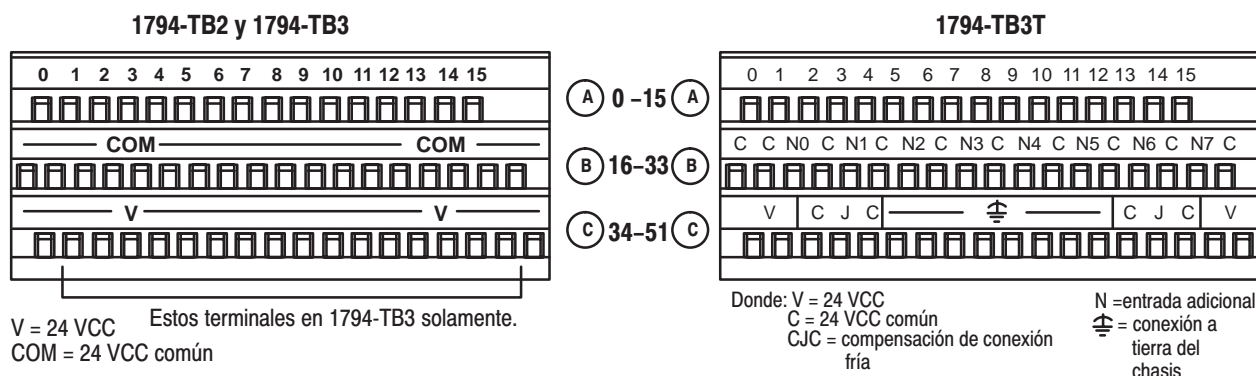 1794-TB2 y 1794-TB3
0 1 2 3 4 5 6 7 8 9 10 11 12 13 14 15
COM COM
V V
Estos terminales en 1794-TB3 solamente.
V = 24 VCC
COM = 24 VCC común
A 0 –15 A
B 16–33 B
C 34–51 C
1794-TB3T
0 1 2 3 4 5 6 7 8 9 10 11 12 13 14 15
C C N0 C N1 C N2 C N3 C N4 C N5 C N6 C N7 C
V C J C C J C V
Donde: V = 24 VCC
C = 24 VCC común
CJC = compensación de conexión
fría
N =entrada adicional
= conexión a
tierra del
chasis